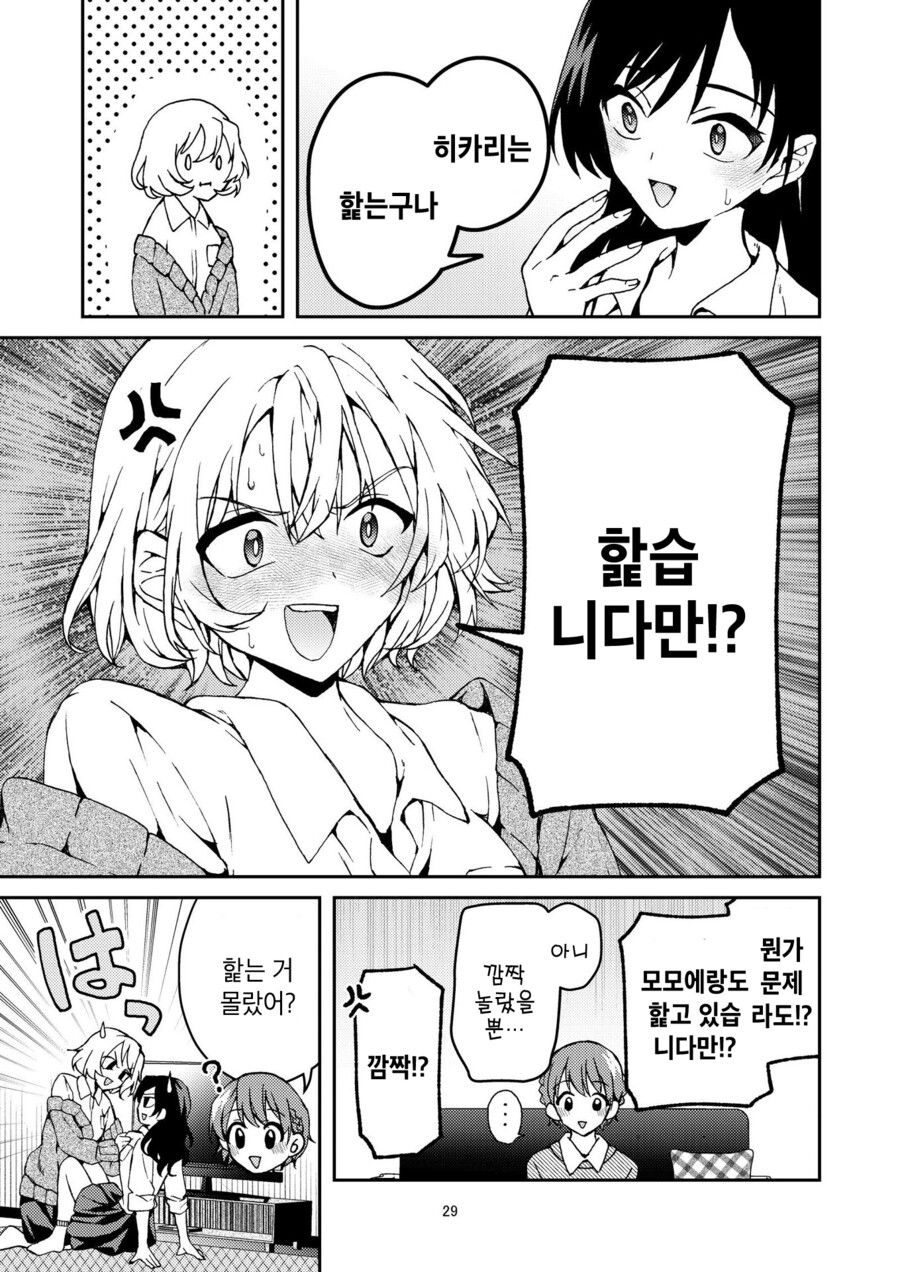 히카리는
핥는구나
핥습
니다만!?
뭔가
문제
라도!?
모모에랑도
핥고 있습
니다만!?
아니
깜짝
놀랐을
뿐…
…
깜짝!?
핥는 거
몰랐어?
?
はっ
29